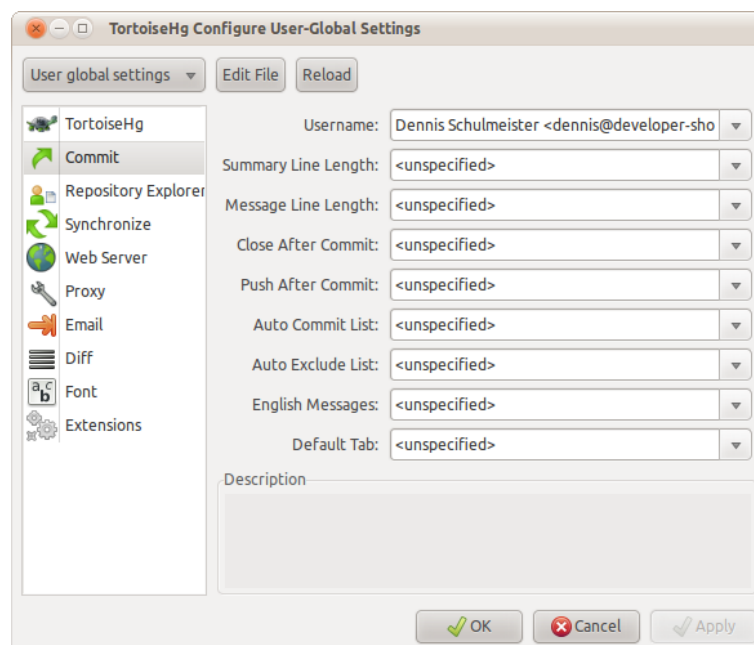 TortoiseHg Configure User-Global Settings
User global settings
Edit File
Reload
TortoiseHg
Commit
Repository Explorer
Synchronize
Web Server
Proxy
Email
Diff
Font
Extensions
Username: Dennis Schulmeister <dennis@developer-sho
Summary Line Length: <unspecified>
Message Line Length: <unspecified>
Close After Commit: <unspecified>
Push After Commit: <unspecified>
Auto Commit List: <unspecified>
Auto Exclude List: <unspecified>
English Messages: <unspecified>
Default Tab: <unspecified>
Description
OK
Cancel
Apply